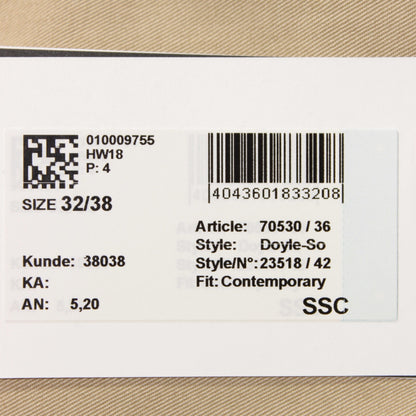 010009755
HW18
P: 4
SIZE 32/38
4043601833208
Article: 70530 / 36
Style: Doyle-So
Style/N°: 23518 / 42
Fit: Contemporary
Kunde: 38038
KA:
AN: 5,20
SSC